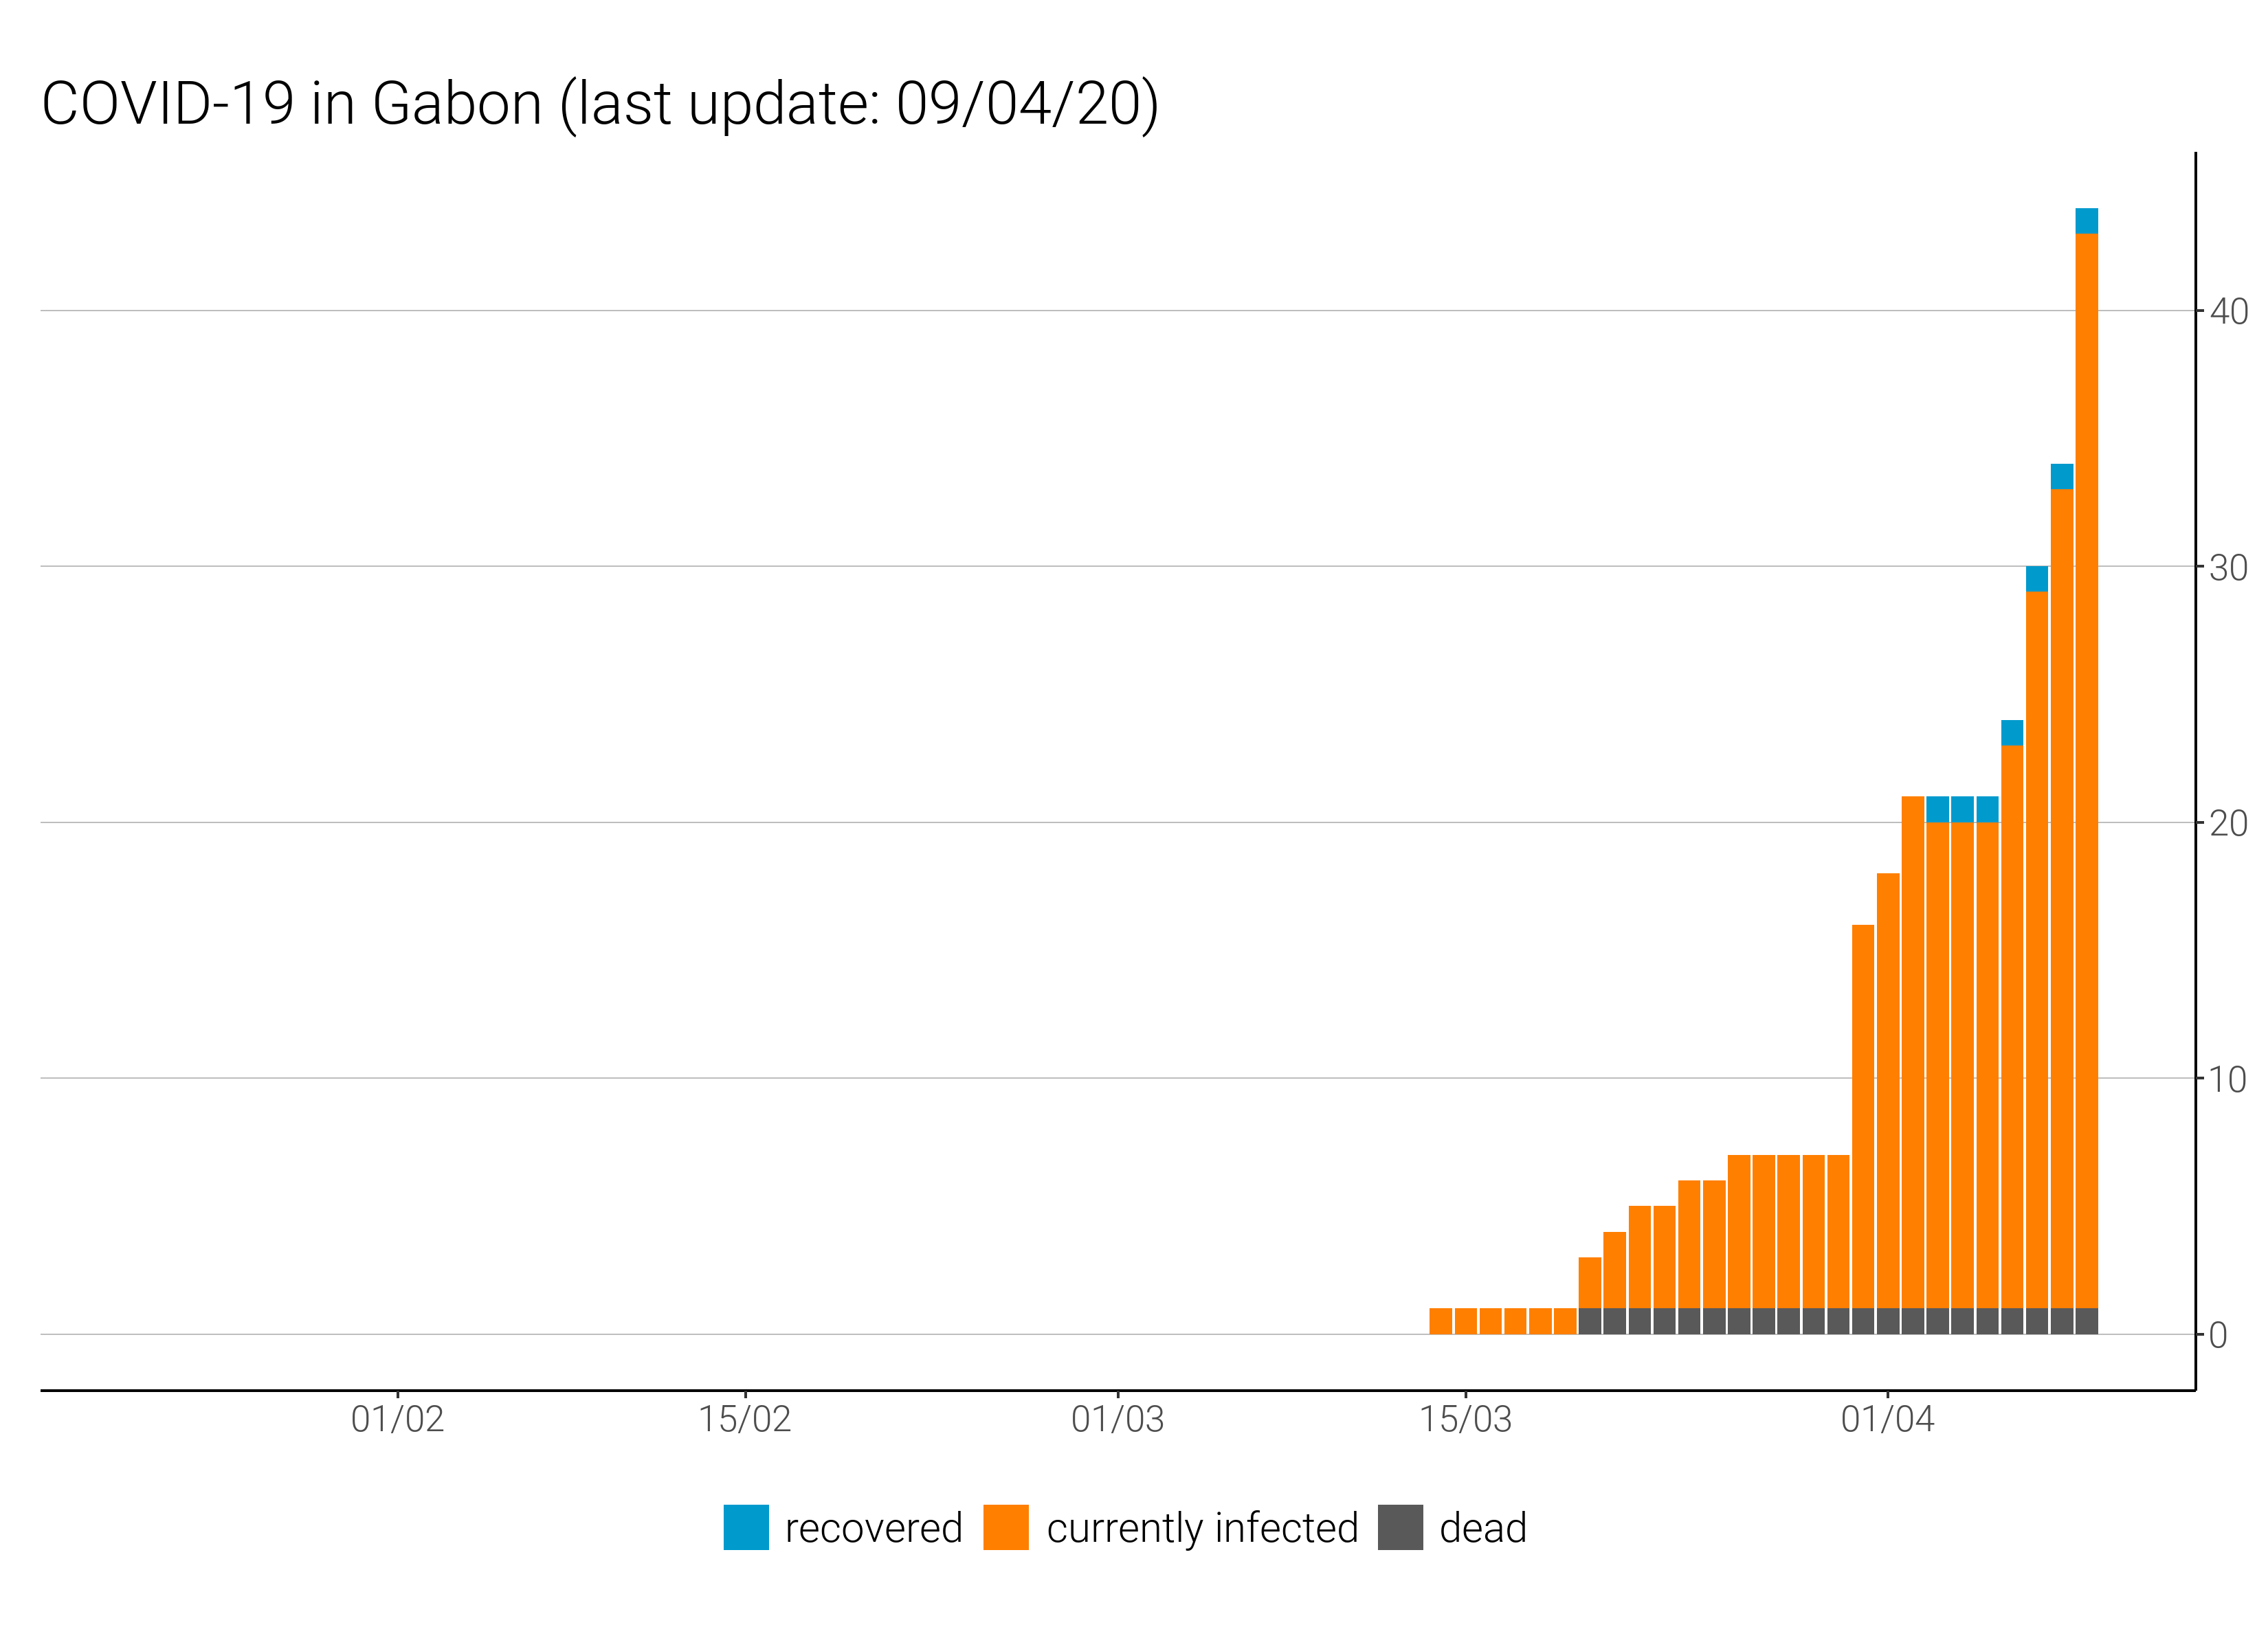 COVID-19 in Gabon (last update: 09/04/20)
40
30
20
10
0
01/02 15/02 01/03 15/03 01/04
recovered currently infected dead